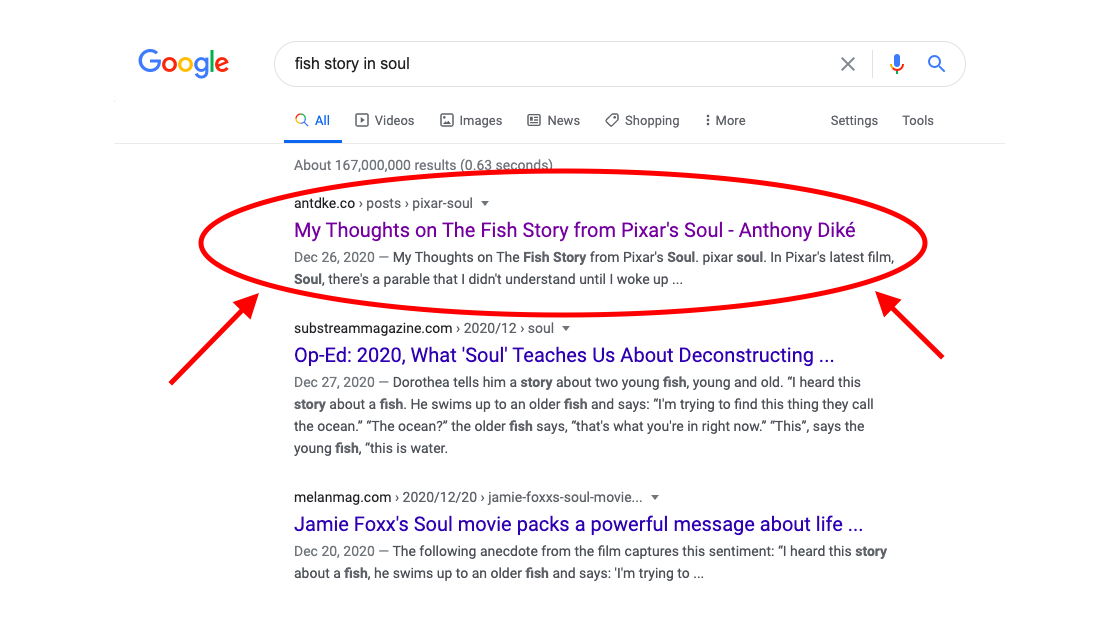 Google
fish story in soul
All Videos Images News Shopping More Settings Tools
About 167,000,000 results (0.63 seconds)
antdke.co › posts › pixar-soul
My Thoughts on The Fish Story from Pixar's Soul - Anthony Diké
Dec 26, 2020 — My Thoughts on The Fish Story from Pixar's Soul. pixar soul. In Pixar's latest film,
Soul, there's a parable that I didn't understand until I woke up ...
substreammagazine.com › 2020/12 › soul
Op-Ed: 2020, What 'Soul' Teaches Us About Deconstructing ...
Dec 27, 2020 — Dorothea tells him a story about two young fish, young and old. “I heard this
story about a fish. He swims up to an older fish and says: “I'm trying to find this thing they call
the ocean.” “The ocean?” the older fish says, “that's what you're in right now.” “This”, says the
young fish, “this is water.
melanmag.com › 2020/12/20 › jamie-foxxs-soul-movie...
Jamie Foxx's Soul movie packs a powerful message about life ...
Dec 20, 2020 — The following anecdote from the film captures this sentiment: “I heard this story
about a fish, he swims up to an older fish and says: 'I'm trying to ...